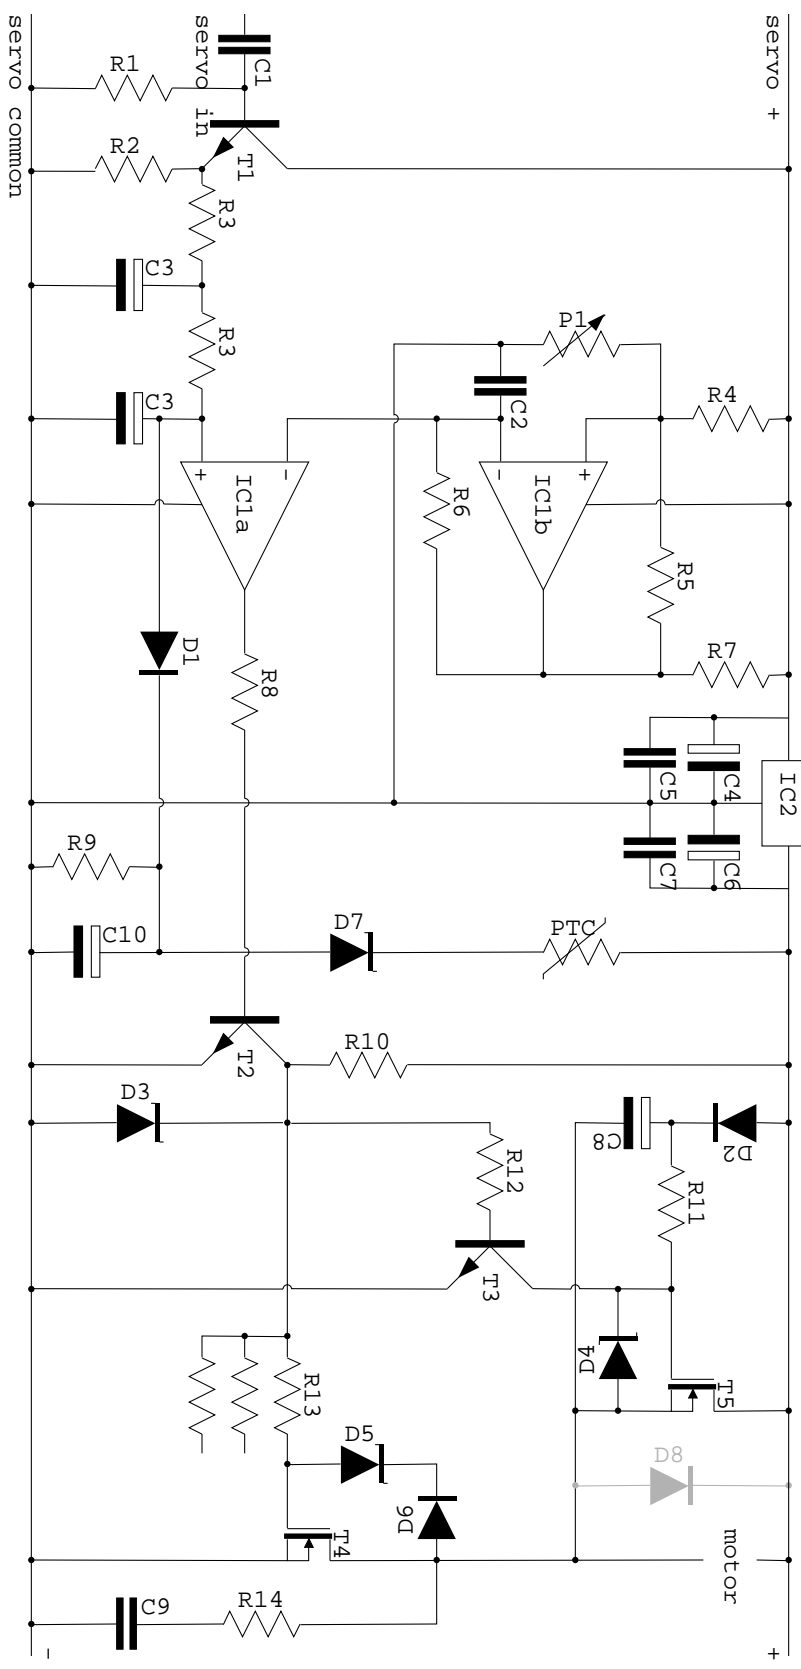 servo common
servo in
servo +
C1
R1
R2
T1
R3
C3
R3
C3
P1
C2
R4
+
-
IC1a
-
+
IC1b
R6
R5
R7
D1
R8
C5
C4
IC2
R9
C7
C6
C10
D7
PTC
T2
R10
D3
C8
D2
R12
R11
T3
D4
R13
T5
D5
D8
D6
T4
motor
C9
R14
-
+